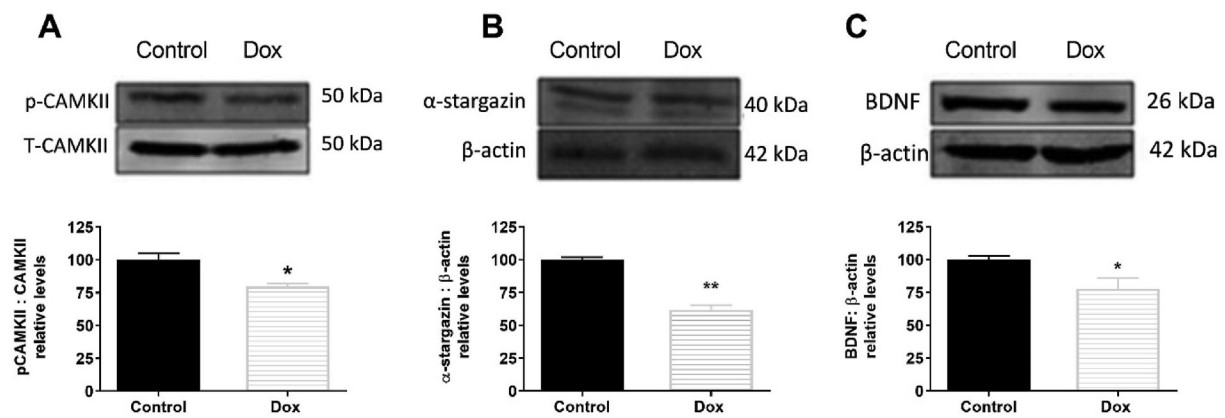 A
Control Dox
p-CAMKII 50 kDa
T-CAMKII 50 kDa
pCAMKII : CAMKII
relative levels
125
100
75
50
25
0
*
Control Dox
B
Control Dox
α-stargazin 40 kDa
β-actin 42 kDa
α-stargazin : β-actin
relative levels
125
100
75
50
25
0
**
Control Dox
C
Control Dox
BDNF 26 kDa
β-actin 42 kDa
BDNF: β-actin
relative levels
125
100
75
50
25
0
*
Control Dox